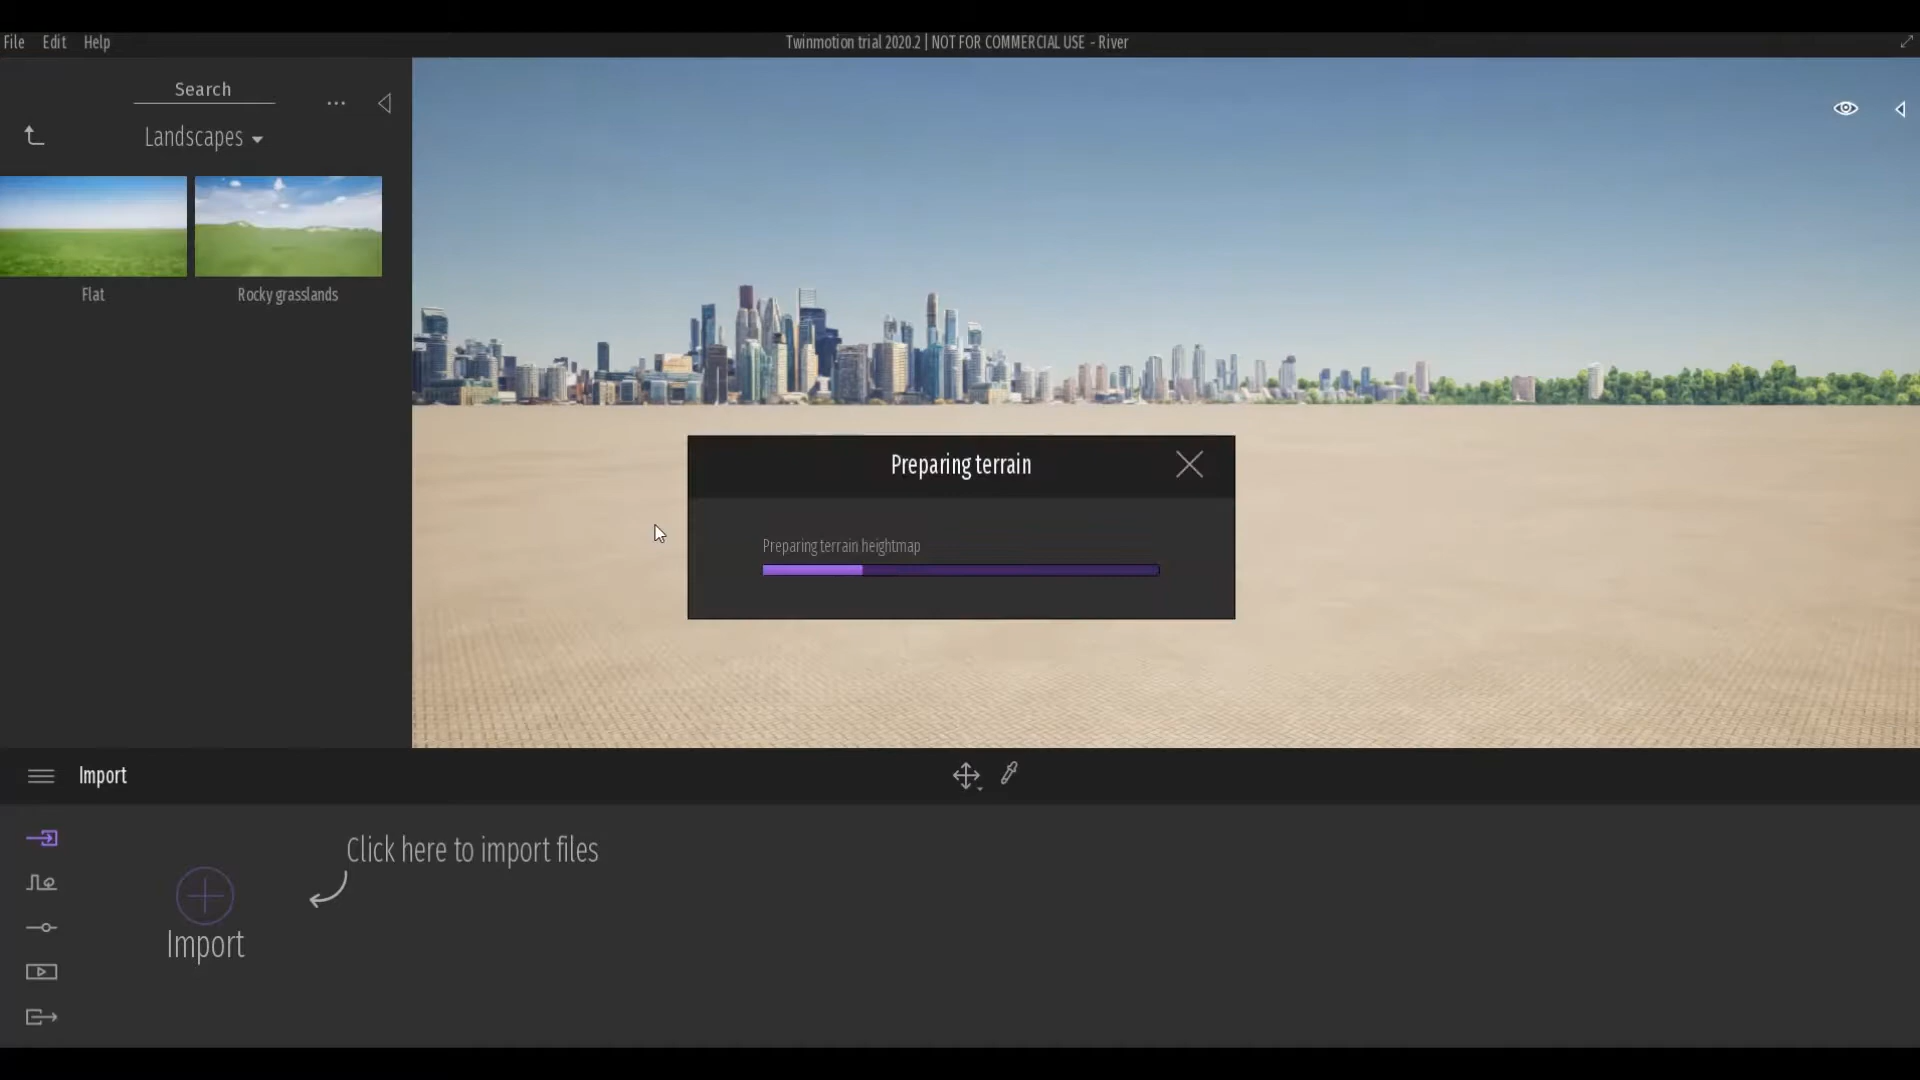 File Edit Help
Twinmotion trial 2020.2 | NOT FOR COMMERCIAL USE - River
Search
...
Landscapes
Flat
Rocky grasslands
Preparing terrain
Preparing terrain heightmap
Import
Click here to import files
Import